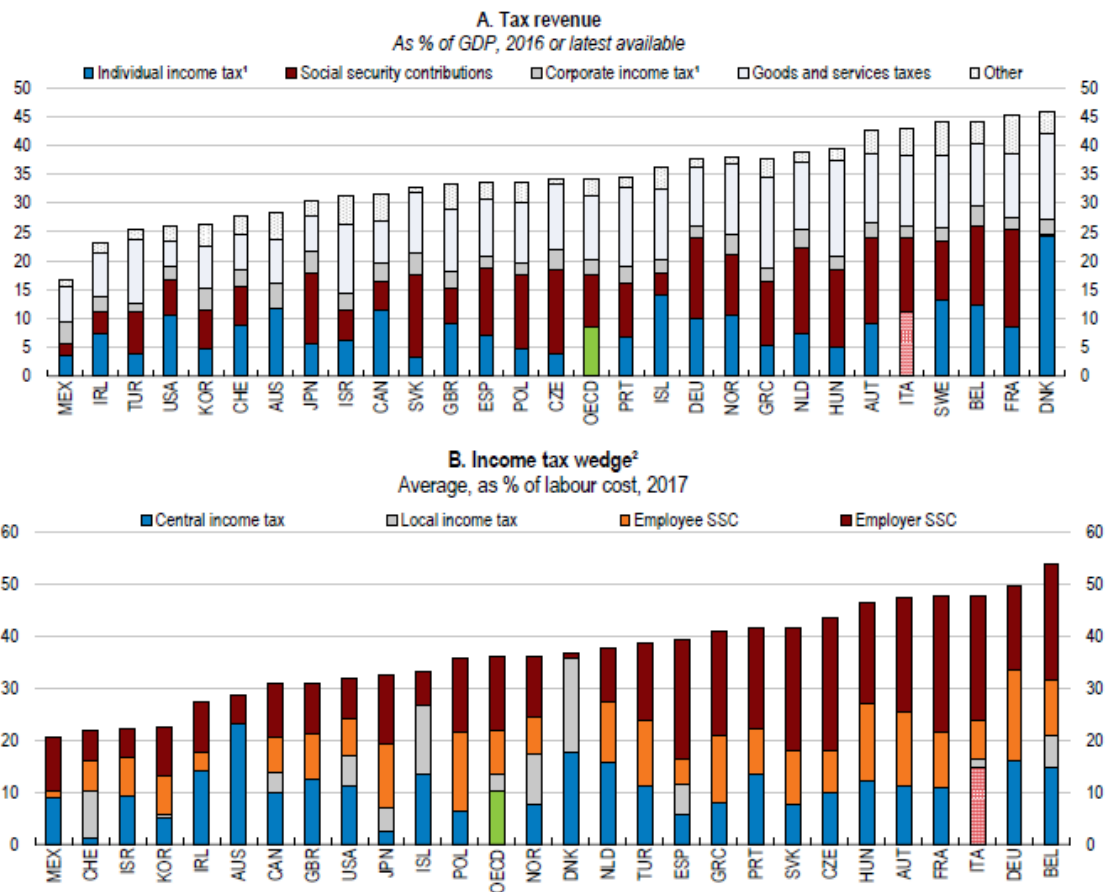 A. Tax revenue
As % of GDP, 2016 or latest available
Individual income tax¹ Social security contributions Corporate income tax¹ Goods and services taxes Other
50 50
45 45
40 40
35 35
30 30
25 25
20 20
15 15
10 10
5 5
0 0
MEX IRL TUR USA KOR CHE AUS JPN ISR CAN SVK GBR ESP POL CZE OECD PRT ISL DEU NOR GRC NLD HUN AUT ITA SWE BEL FRA DNK
B. Income tax wedge²
Average, as % of labour cost, 2017
Central income tax Local income tax Employee SSC Employer SSC
60 60
50 50
40 40
30 30
20 20
10 10
0 0
MEX CHE ISR KOR IRL AUS CAN GBR USA JPN ISL POL OECD NOR DNK NLD TUR ESP GRC PRT SVK CZE HUN AUT FRA ITA DEU BEL